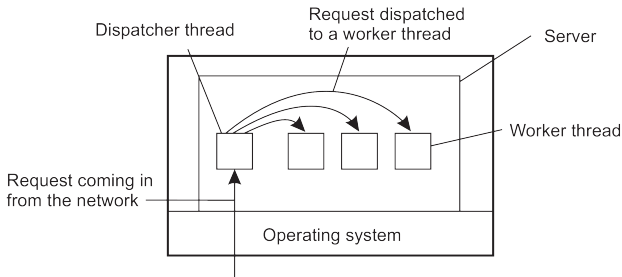 Request dispatched
to a worker thread
Dispatcher thread
Server
Worker thread
Request coming in
from the network
Operating system